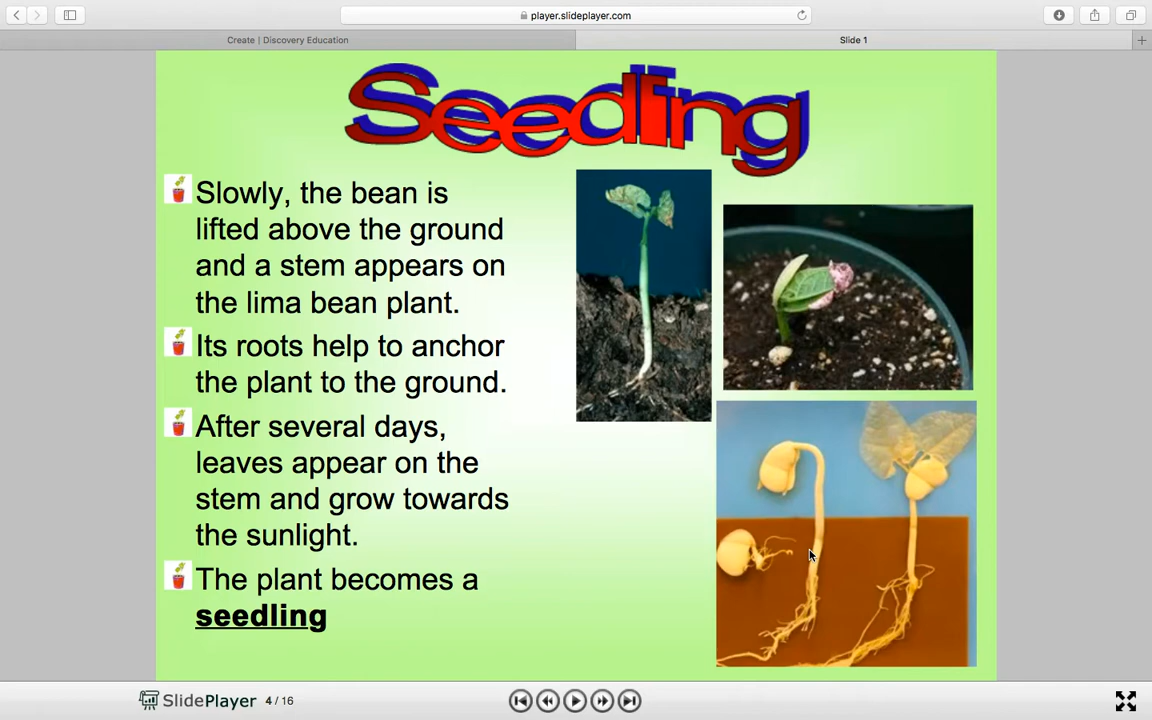 player.slideplayer.com
Create | Discovery Education
Slide 1
Seedling
Slowly, the bean is
lifted above the ground
and a stem appears on
the lima bean plant.
Its roots help to anchor
the plant to the ground.
After several days,
leaves appear on the
stem and grow towards
the sunlight.
The plant becomes a
seedling
SlidePlayer 4 / 16